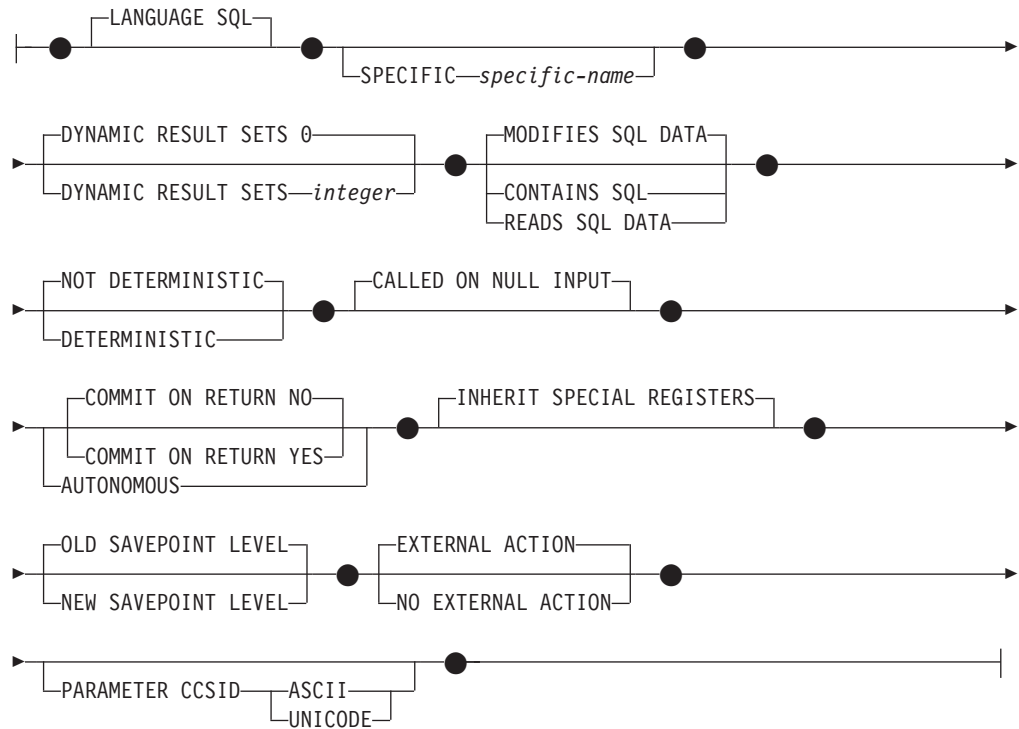 LANGUAGE SQL
SPECIFIC specific-name
DYNAMIC RESULT SETS 0 MODIFIES SQL DATA
DYNAMIC RESULT SETS integer CONTAINS SQL
READS SQL DATA
NOT DETERMINISTIC CALLED ON NULL INPUT
DETERMINISTIC
COMMIT ON RETURN NO INHERIT SPECIAL REGISTERS
COMMIT ON RETURN YES
AUTONOMOUS
OLD SAVEPOINT LEVEL EXTERNAL ACTION
NEW SAVEPOINT LEVEL NO EXTERNAL ACTION
PARAMETER CCSID ASCII
UNICODE